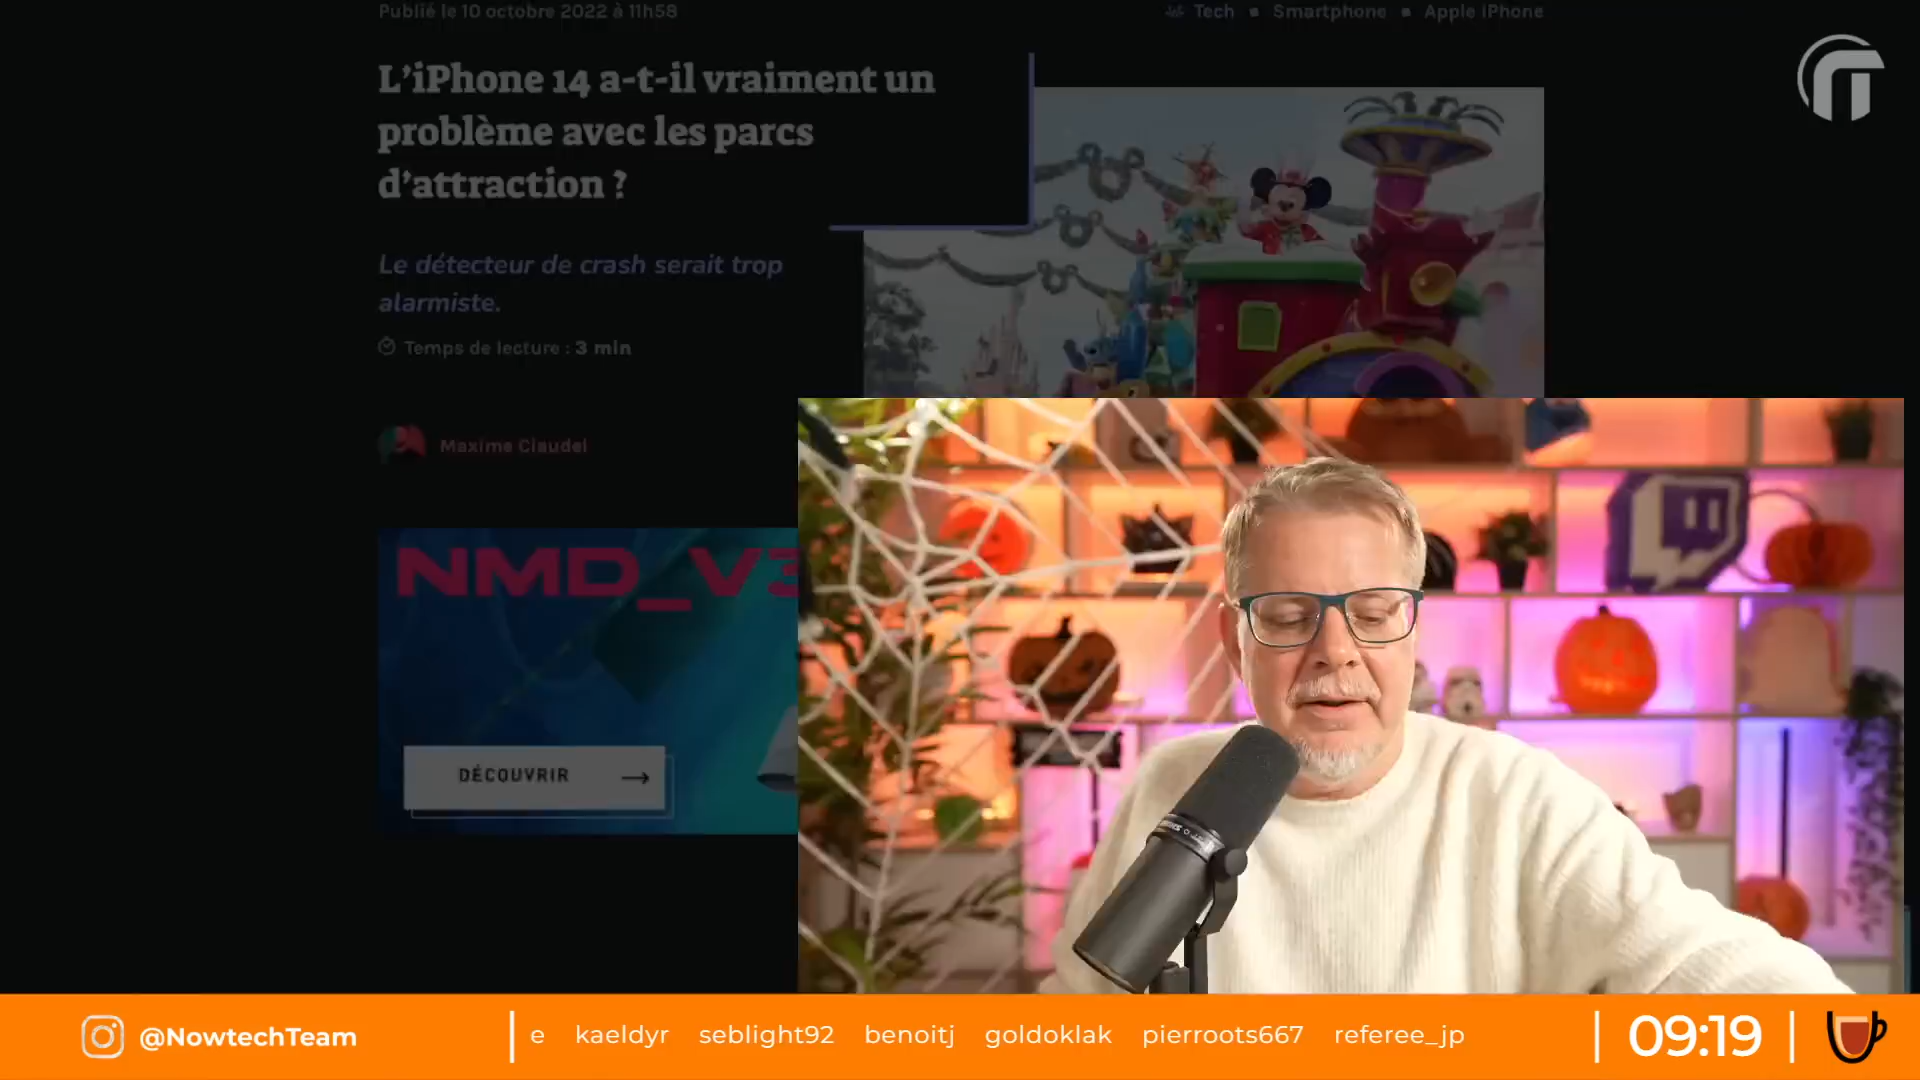 Publié le 10 octobre 2022 à 11h58
Tech ▪ Smartphone ▪ Apple iPhone
L’iPhone 14 a-t-il vraiment un
problème avec les parcs
d’attraction ?
Le détecteur de crash serait trop
alarmiste.
Temps de lecture : 3 min
Maxime Claudel
NMD_V3
DÉCOUVRIR →
@NowtechTeam
e kaeldyr seblight92 benoitj goldoklak pierroots667 referee_jp
09:19